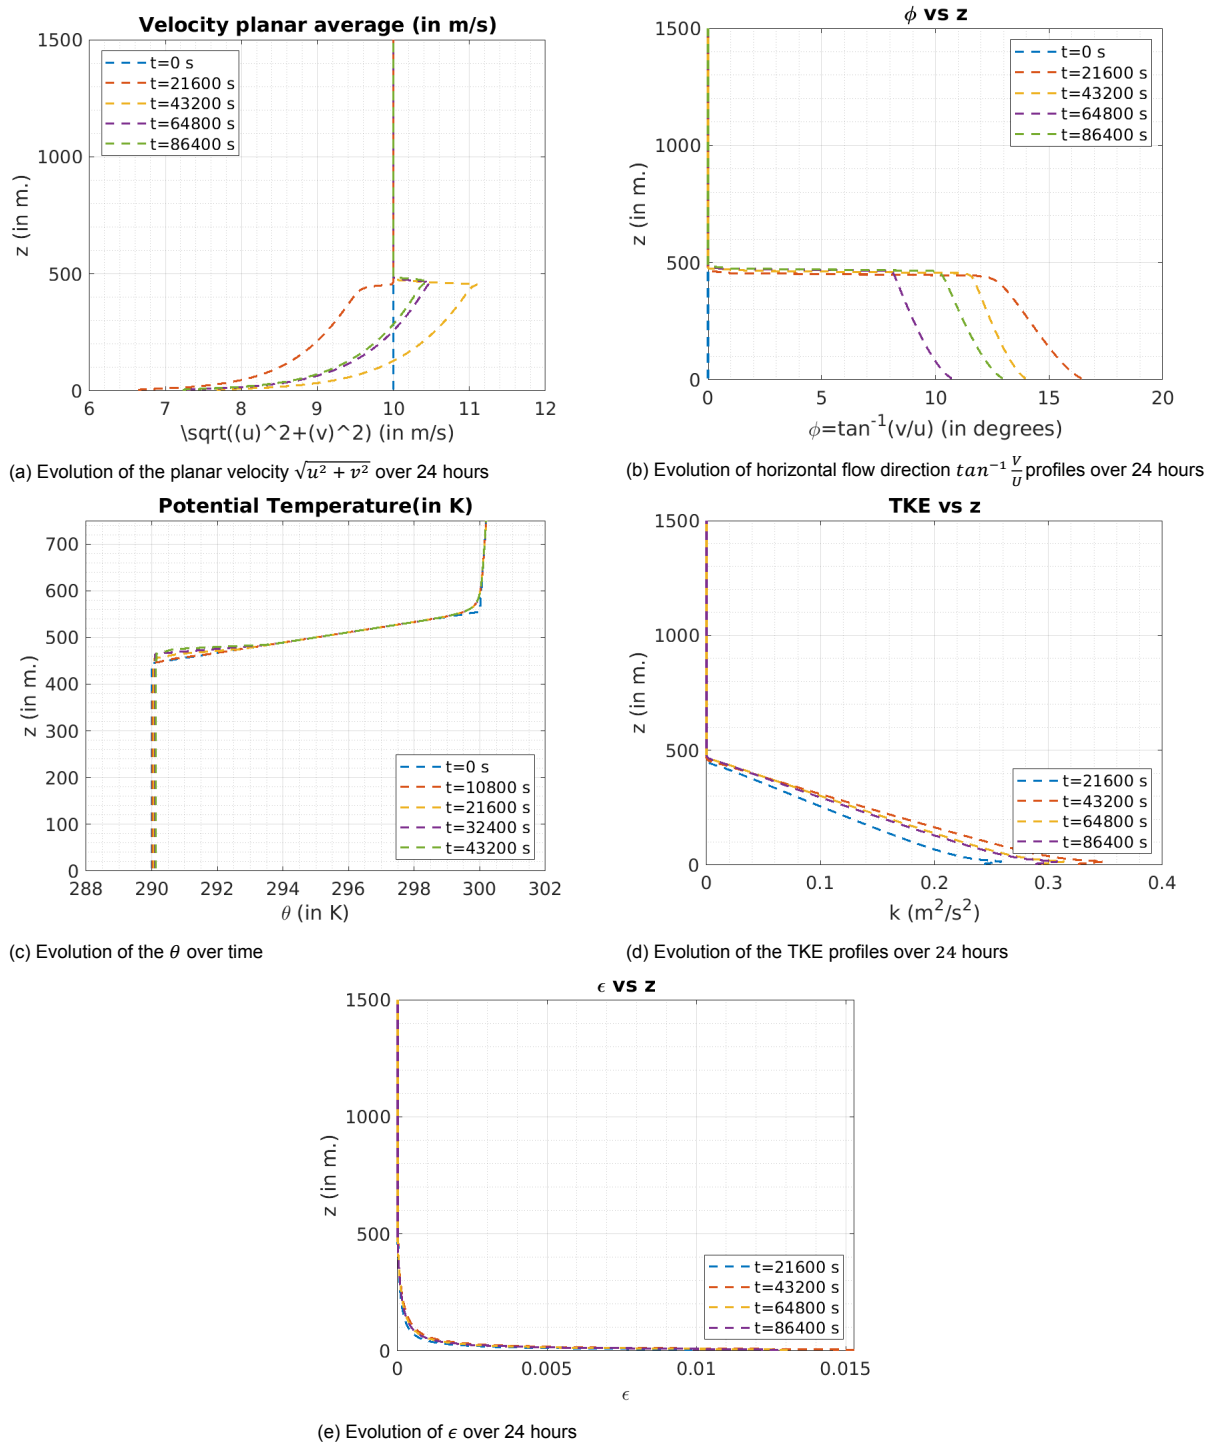 Velocity planar average (in m/s)
1500
1000
500
0
z (in m.)
t=0 s
t=21600 s
t=43200 s
t=64800 s
t=86400 s
6 7 8 9 10 11 12
\sqrt((u)^2+(v)^2) (in m/s)
(a) Evolution of the planar velocity √u² + v² over 24 hours
ϕ vs z
1500
1000
500
0
z (in m.)
t=0 s
t=21600 s
t=43200 s
t=64800 s
t=86400 s
0 5 10 15 20
ϕ=tan⁻¹(v/u) (in degrees)
(b) Evolution of horizontal flow direction tan⁻¹ V/U profiles over 24 hours
Potential Temperature(in K)
700
600
500
400
300
200
100
0
z (in m.)
t=0 s
t=10800 s
t=21600 s
t=32400 s
t=43200 s
288 290 292 294 296 298 300 302
θ (in K)
(c) Evolution of the θ over time
TKE vs z
1500
1000
500
0
z (in m.)
t=21600 s
t=43200 s
t=64800 s
t=86400 s
0 0.1 0.2 0.3 0.4
k (m²/s²)
(d) Evolution of the TKE profiles over 24 hours
ϵ vs z
1500
1000
500
0
z (in m.)
t=21600 s
t=43200 s
t=64800 s
t=86400 s
0 0.005 0.01 0.015
ϵ
(e) Evolution of ϵ over 24 hours